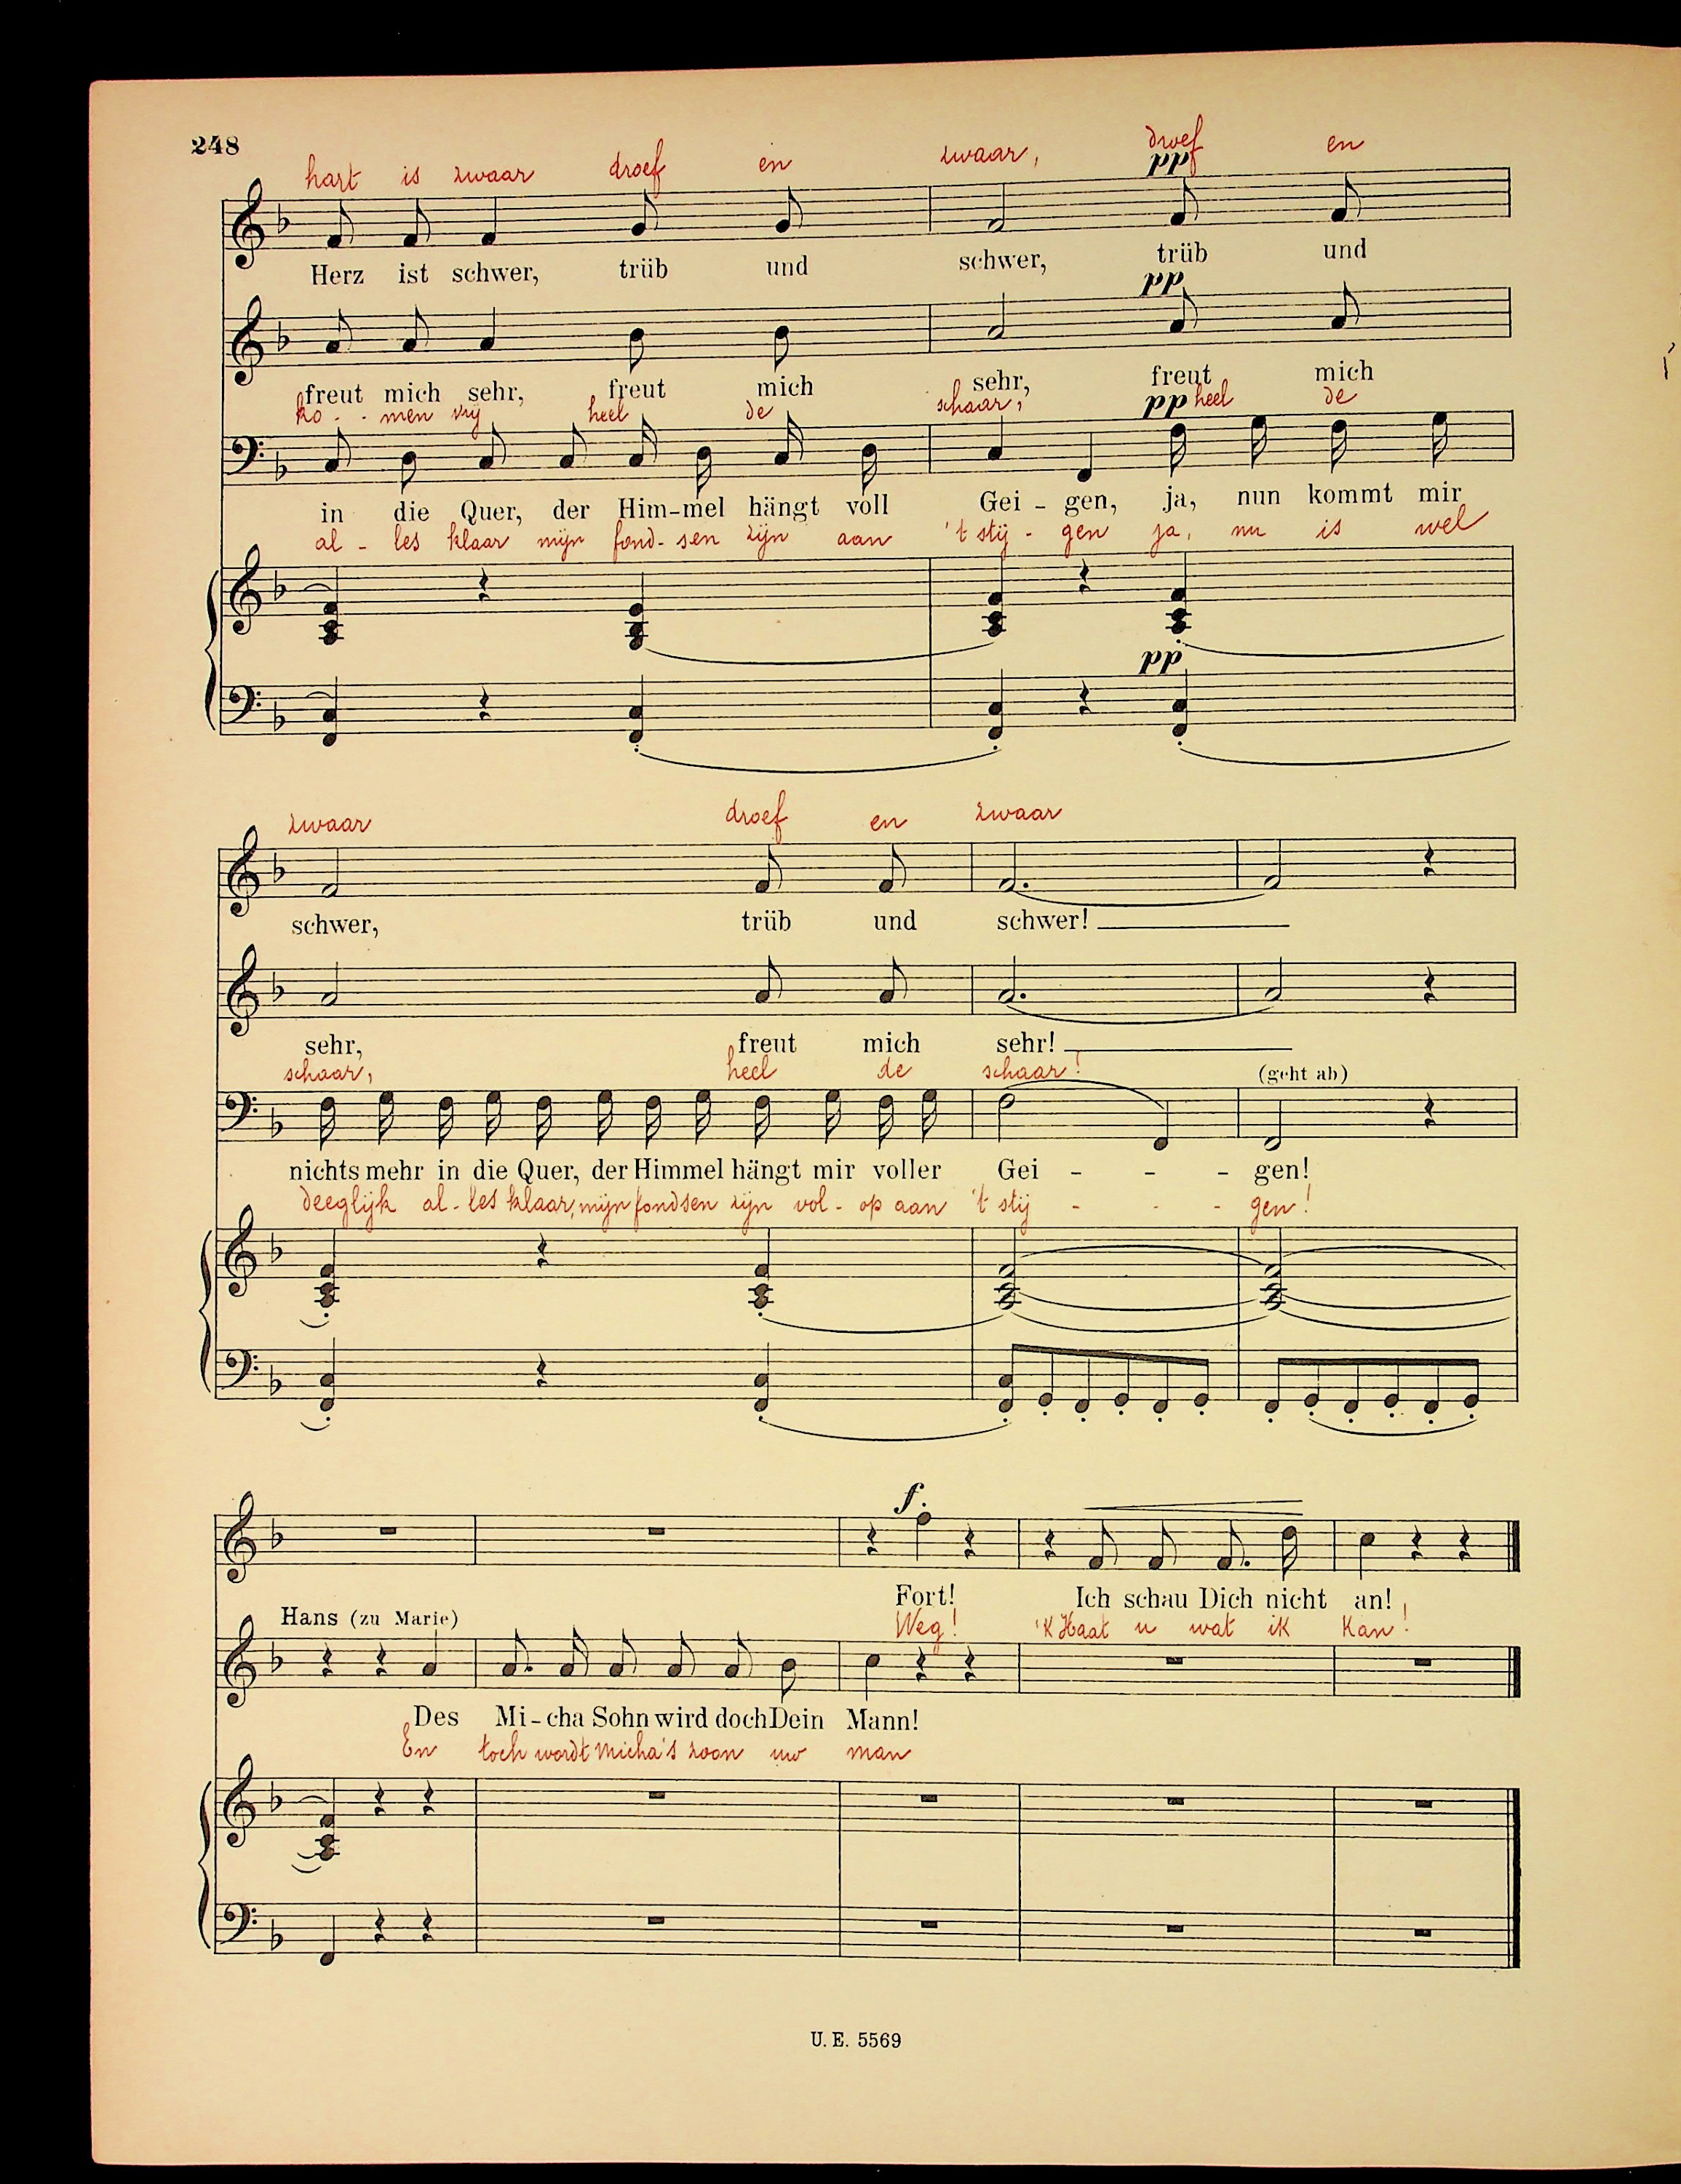 248
hart is zwaar droef en zwaar, droef en
pp
Herz ist schwer, trüb und schwer, trüb und
pp
freut mich sehr, freut mich sehr, freut mich
ko - - men vrij heel de schaar, heel de
pp
in die Quer, der Him-mel hängt voll Gei - gen, ja, nun kommt mir
al - les klaar mijn fond- sen zijn aan 't stij - gen ja, nu is wel
pp
zwaar droef en zwaar
schwer, trüb und schwer!
sehr, freut mich sehr!
schaar, heel de schaar! (geht ab)
nichts mehr in die Quer, der Himmel hängt mir voller Gei - - - gen!
deeglijk al - les klaar, mijn fondsen zijn vol - op aan 't stij - - - gen!
f
Fort! Ich schau Dich nicht an!
Hans (zu Marie) Weg! 'K Haat u wat ik Kan!
Des Mi-cha Sohn wird doch Dein Mann!
En toch wordt Micha's zoon uw man
U. E. 5569